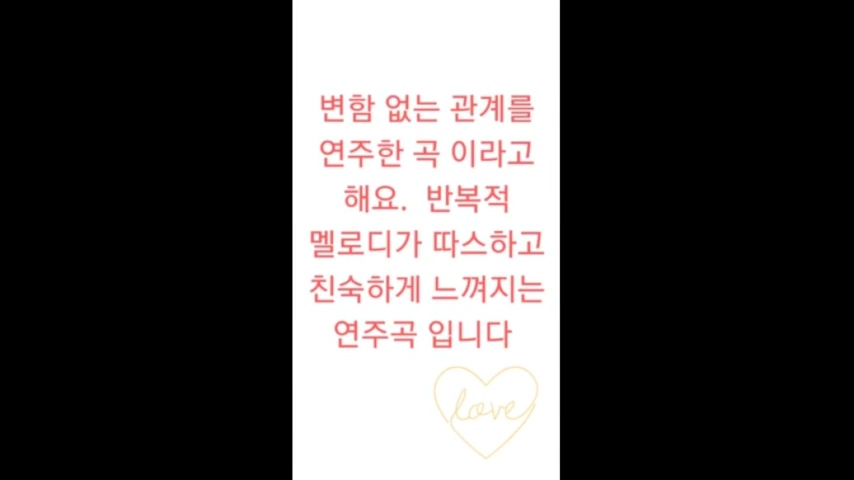 변함 없는 관계를
연주한 곡 이라고
해요. 반복적
멜로디가 따스하고
친숙하게 느껴지는
연주곡 입니다
love